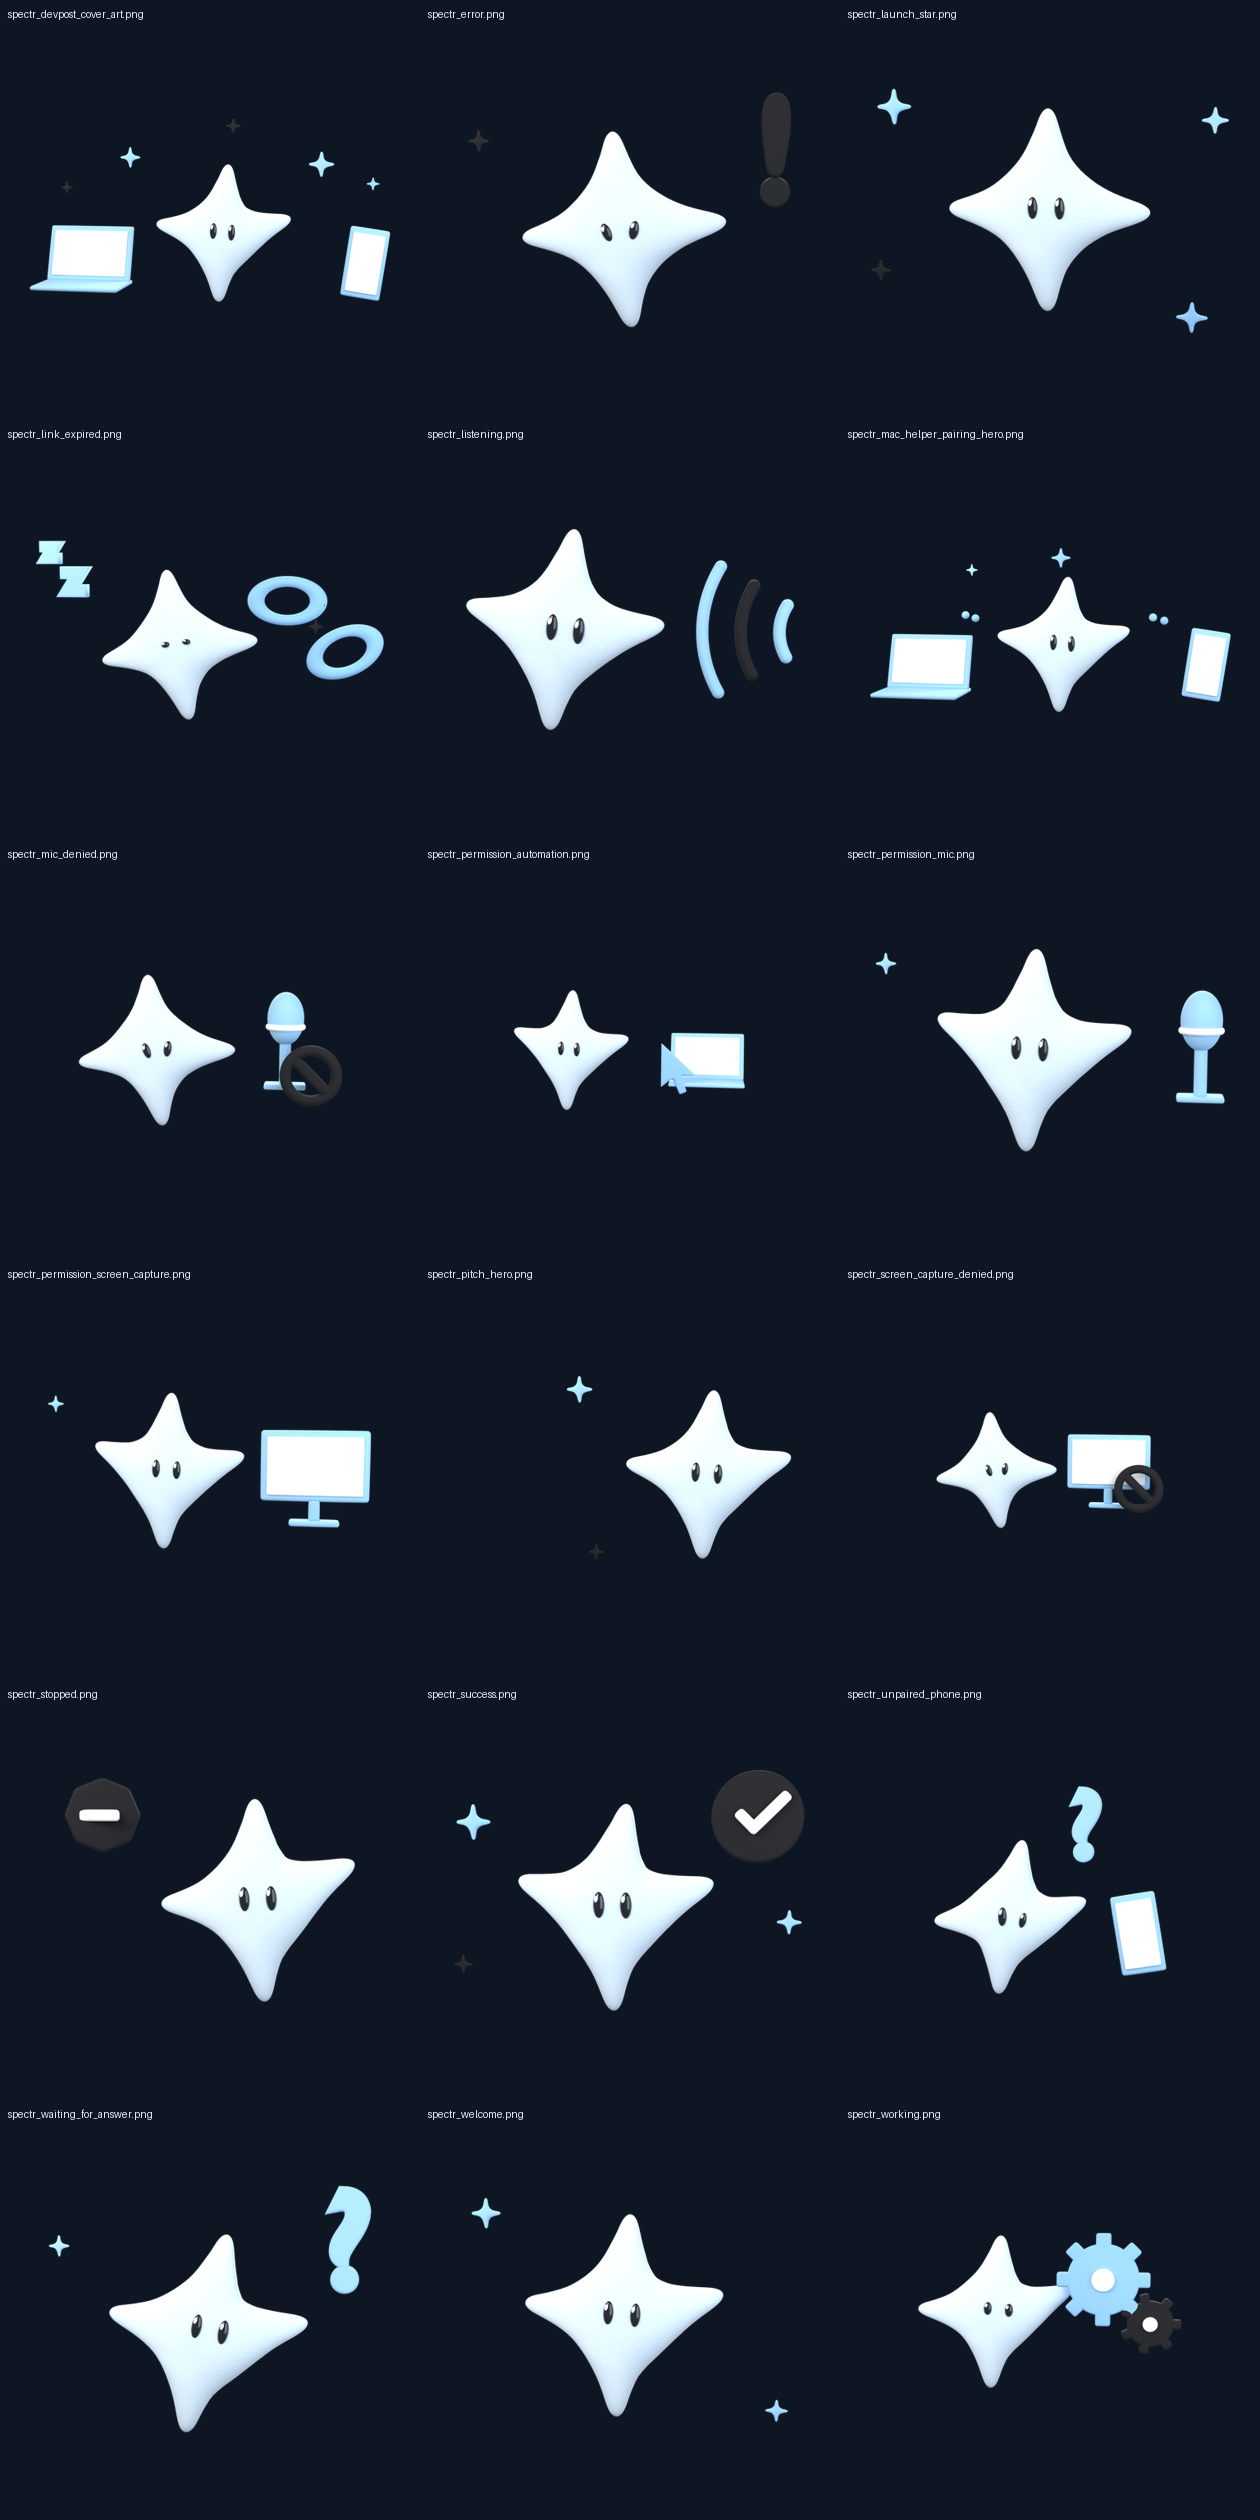 spectr_devpost_cover_art.png
spectr_error.png
spectr_launch_star.png
spectr_link_expired.png
spectr_listening.png
spectr_mac_helper_pairing_hero.png
spectr_mic_denied.png
spectr_permission_automation.png
spectr_permission_mic.png
spectr_permission_screen_capture.png
spectr_pitch_hero.png
spectr_screen_capture_denied.png
spectr_stopped.png
spectr_success.png
spectr_unpaired_phone.png
?
spectr_waiting_for_answer.png
spectr_welcome.png
spectr_working.png
?